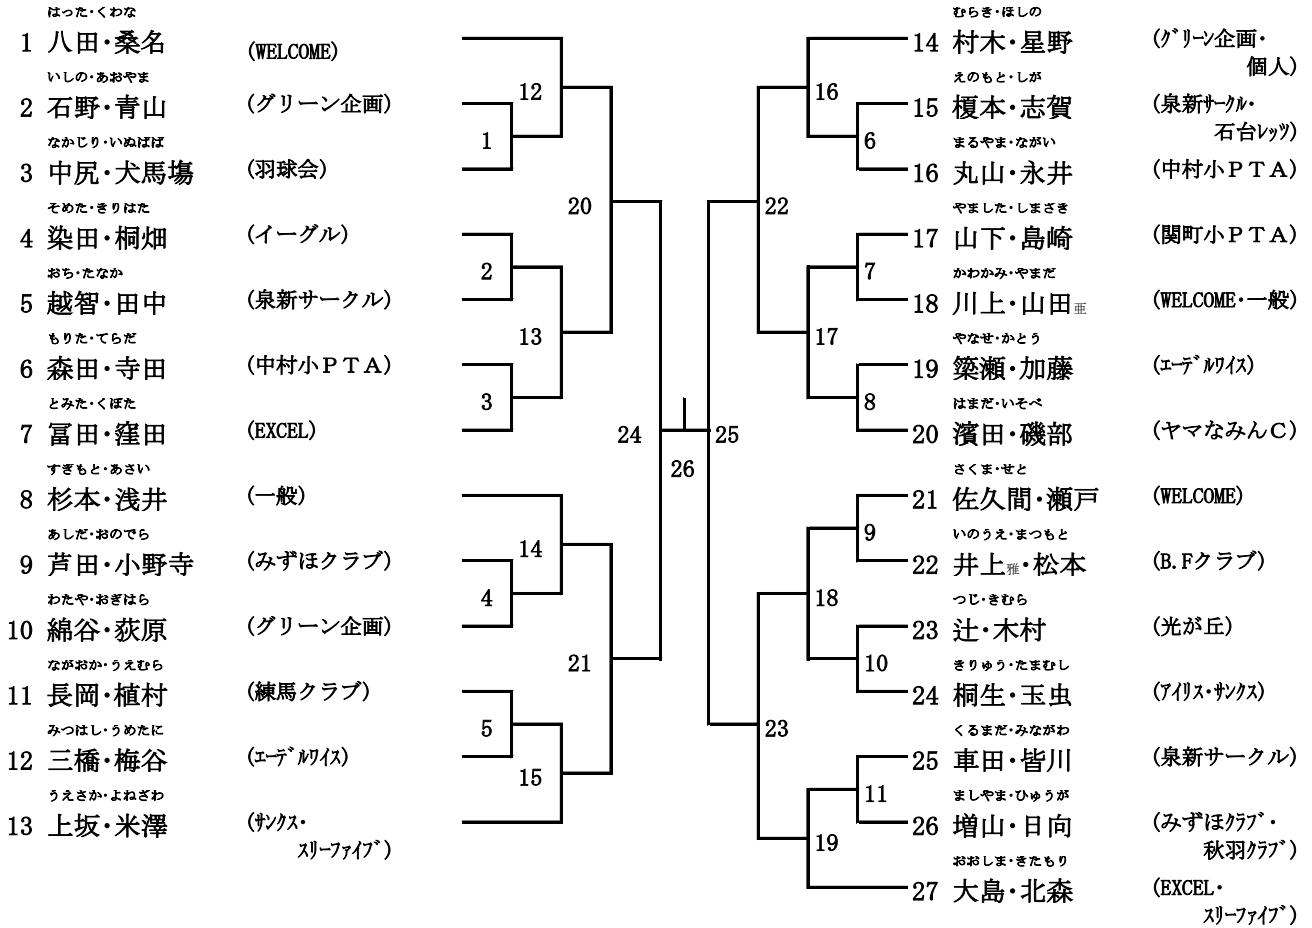 はった・くわな
1 八田・桑名 (WELCOME)
いしの・あおやま
2 石野・青山 (グリーン企画)
なかじり・いぬばば
3 中尻・犬馬塲 (羽球会)
そめた・きりはた
4 染田・桐畑 (イーグル)
おち・たなか
5 越智・田中 (泉新サークル)
もりた・てらだ
6 森田・寺田 (中村小ＰＴＡ)
とみた・くぼた
7 冨田・窪田 (EXCEL)
すぎもと・あさい
8 杉本・浅井 (一般)
あしだ・おのでら
9 芦田・小野寺 (みずほクラブ)
わたや・おぎはら
10 綿谷・荻原 (グリーン企画)
ながおか・うえむら
11 長岡・植村 (練馬クラブ)
みつはし・うめたに
12 三橋・梅谷 (ｴｰﾃﾞﾙﾜｲｽ)
うえさか・よねざわ
13 上坂・米澤 (ｻﾝｸｽ・
ｽﾘｰﾌｧｲﾌﾞ)
12
1
20
2
13
3
24
14
4
21
5
15
26
25
16
6
22
7
17
8
9
18
10
23
11
19
むらき・ほしの
14 村木・星野 (ｸﾞﾘｰﾝ企画・
個人)
えのもと・しが
15 榎本・志賀 (泉新ｻｰｸﾙ・
石台ﾚｯﾂ)
まるやま・ながい
16 丸山・永井 (中村小ＰＴＡ)
やました・しまざき
17 山下・島崎 (関町小ＰＴＡ)
かわかみ・やまだ
18 川上・山田亜 (WELCOME・一般)
やなせ・かとう
19 簗瀬・加藤 (ｴｰﾃﾞﾙﾜｲｽ)
はまだ・いそべ
20 濱田・磯部 (ヤマなみんＣ)
さくま・せと
21 佐久間・瀬戸 (WELCOME)
いのうえ・まつもと
22 井上雅・松本 (B.Fクラブ)
つじ・きむら
23 辻・木村 (光が丘)
きりゅう・たまむし
24 桐生・玉虫 (ｱｲﾘｽ・ｻﾝｸｽ)
くるまだ・みながわ
25 車田・皆川 (泉新サークル)
ましやま・ひゅうが
26 増山・日向 (みずほｸﾗﾌﾞ・
秋羽ｸﾗﾌﾞ)
おおしま・きたもり
27 大島・北森 (EXCEL・
ｽﾘｰﾌｧｲﾌﾞ)